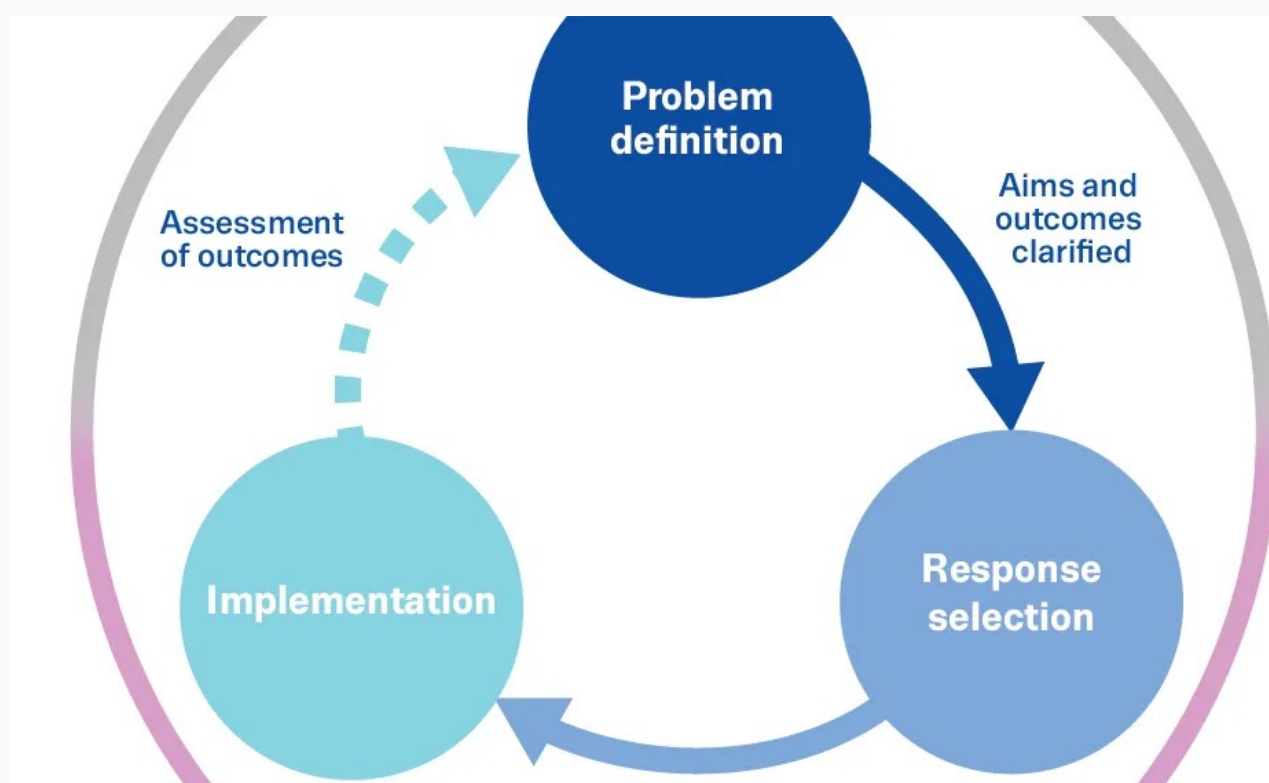 Problem
definition
Aims and
outcomes
clarified
Assessment
of outcomes
Response
selection
Implementation